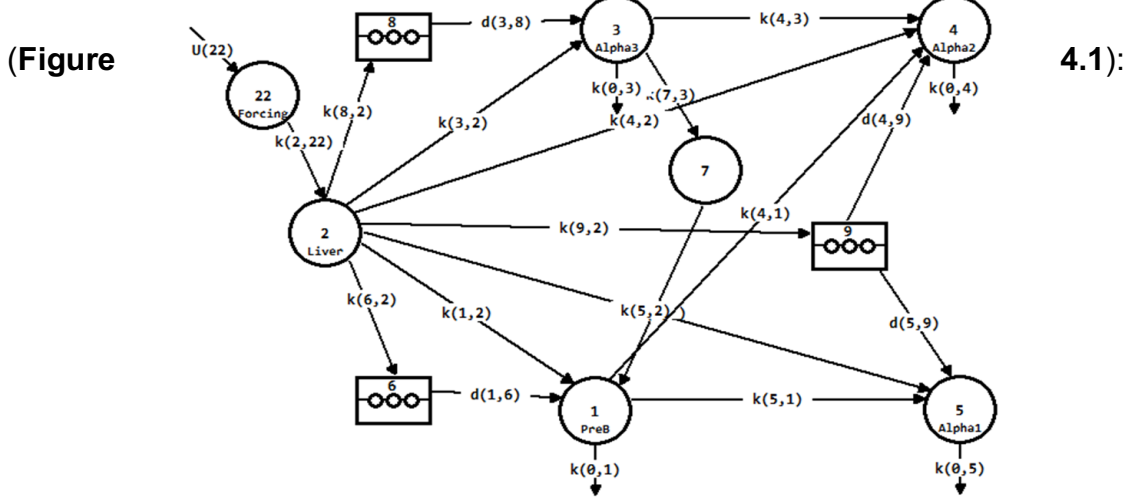 (Figure 4.1):
U(22)
22
Forcing
k(2,22)
8
d(3,8)
k(8,2)
3
Alpha3
k(0,3)
k(4,3)
4
Alpha2
k(0,4)
k(3,2)
k(4,2)
(7,3)
7
d(4,9)
2
Liver
k(9,2)
k(4,1)
9
k(6,2)
k(1,2)
k(5,2)
d(5,9)
6
d(1,6)
1
PreB
k(0,1)
k(5,1)
5
Alpha1
k(0,5)